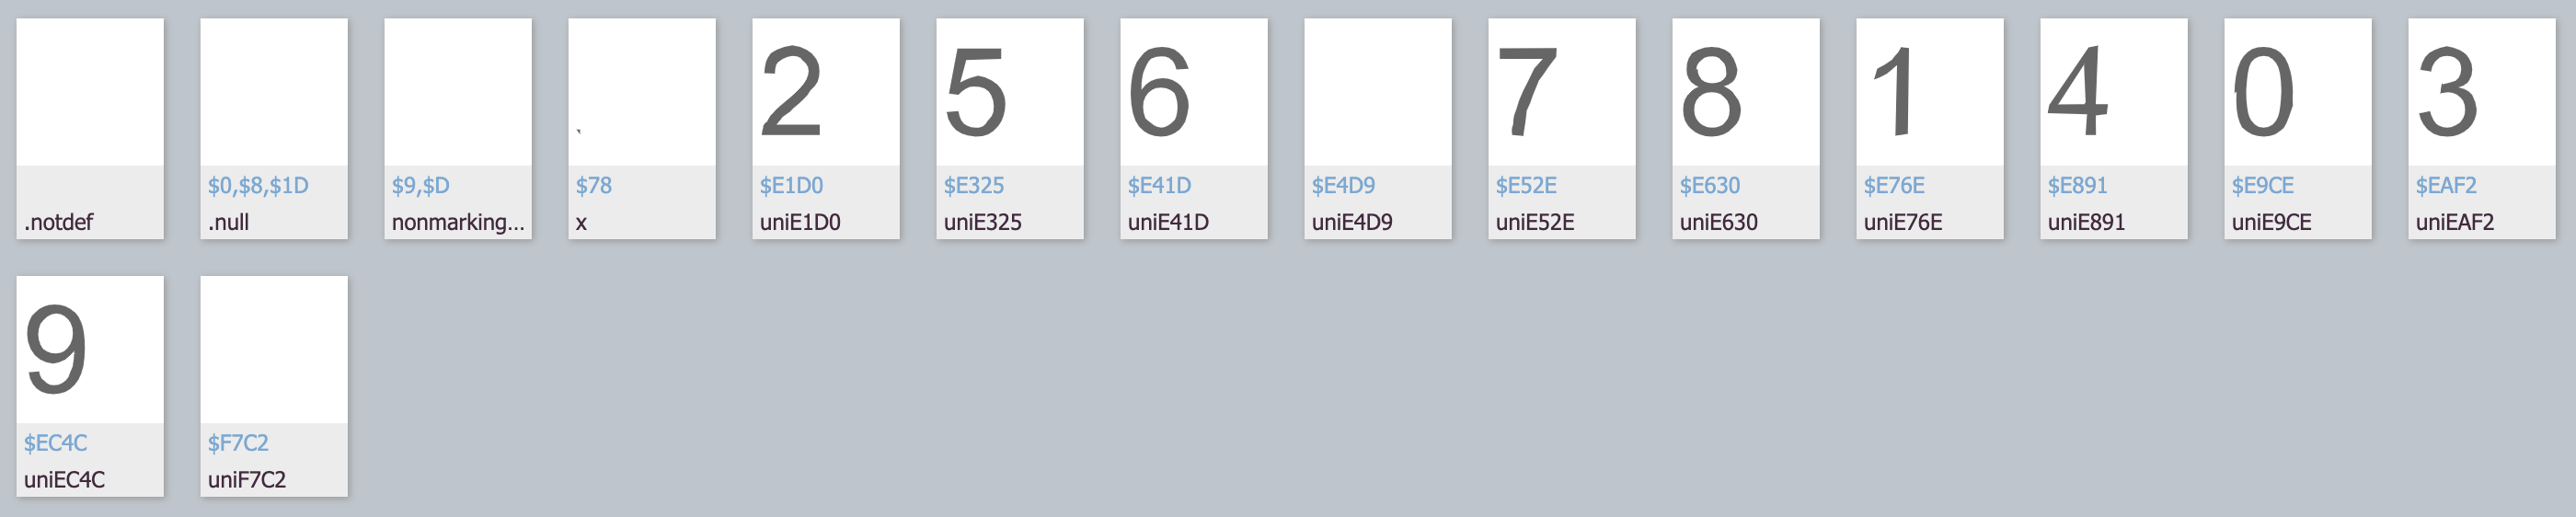 2 5 6 7 8 1 4 0 3
$0,$8,$1D $9,$D $78 $E1D0 $E325 $E41D $E4D9 $E52E $E630 $E76E $E891 $E9CE $EAF2
.notdef .null nonmarking... x uniE1D0 uniE325 uniE41D uniE4D9 uniE52E uniE630 uniE76E uniE891 uniE9CE uniEAF2
9
$EC4C $F7C2
uniEC4C uniF7C2